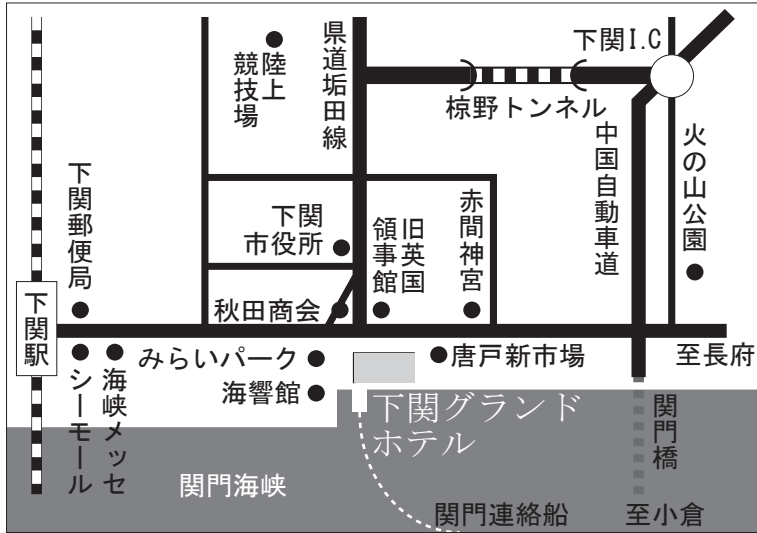 県道垢田線
陸上
競技場
下関I.C
椋野トンネル
中国自動車道
火の山公園
下関郵便局
下関
市役所
旧英国
領事館
赤間神宮
下関駅
秋田商会
みらいパーク
唐戸新市場
至長府
海響館
シーモール
海峡メッセ
下関グランド
ホテル
関門橋
関門海峡
関門連絡船
至小倉